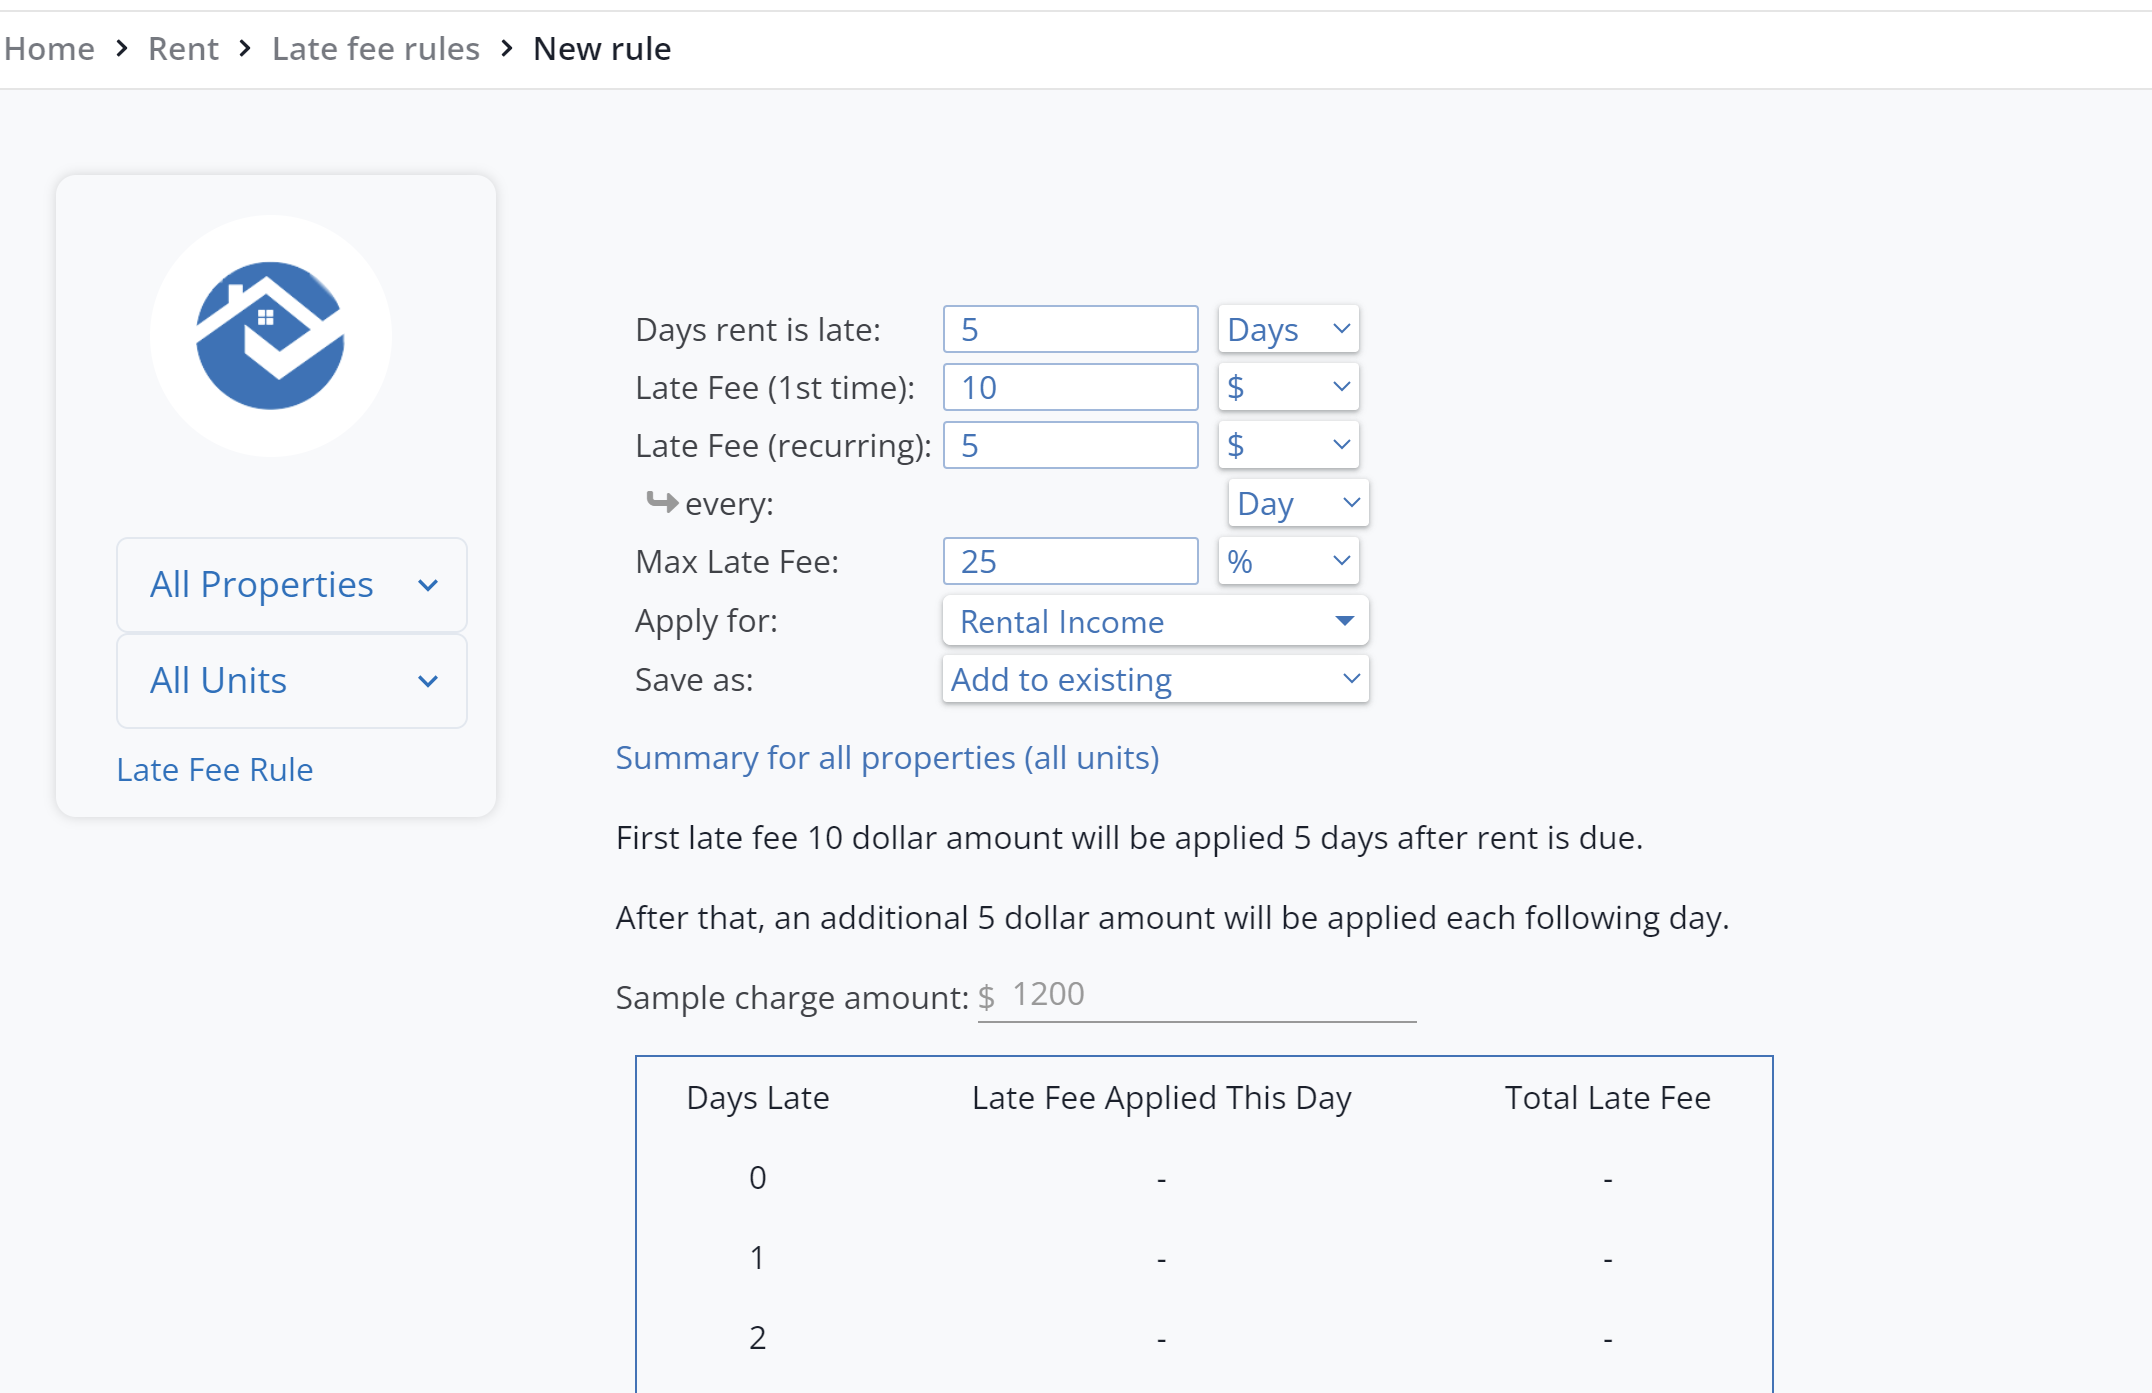 Home > Rent > Late fee rules > New rule
All Properties
All Units
Late Fee Rule
Days rent is late: 5 Days
Late Fee (1st time): 10 $
Late Fee (recurring): 5 $
every: Day
Max Late Fee: 25 %
Apply for: Rental Income
Save as: Add to existing
Summary for all properties (all units)
First late fee 10 dollar amount will be applied 5 days after rent is due.
After that, an additional 5 dollar amount will be applied each following day.
Sample charge amount: $ 1200
Days Late Late Fee Applied This Day Total Late Fee
0 - -
1 - -
2 - -